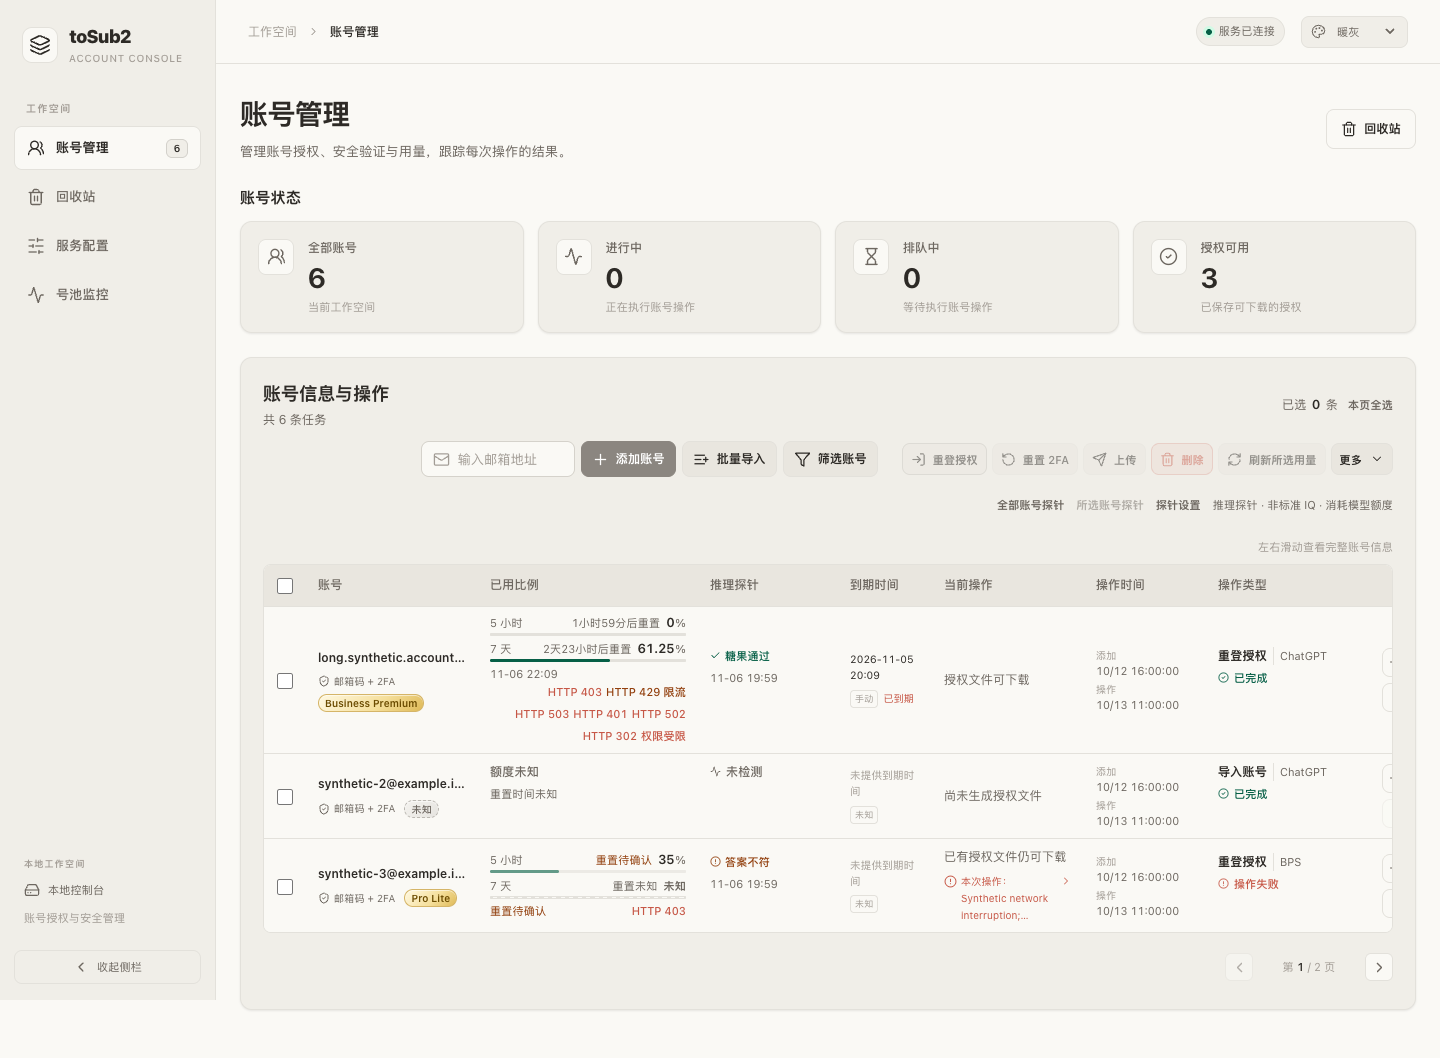 toSub2
ACCOUNT CONSOLE
工作空间
账号管理 6
回收站
服务配置
号池监控
本地工作空间
本地控制台
账号授权与安全管理
收起侧栏
工作空间 账号管理
服务已连接
暖灰
账号管理
管理账号授权、安全验证与用量，跟踪每次操作的结果。
回收站
账号状态
全部账号
6
当前工作空间
进行中
0
正在执行账号操作
排队中
0
等待执行账号操作
授权可用
3
已保存可下载的授权
账号信息与操作
共 6 条任务
已选 0 条 本页全选
输入邮箱地址 添加账号 批量导入 筛选账号 重登授权 重置 2FA 上传 删除 刷新所选用量 更多
全部账号探针 所选账号探针 探针设置 推理探针 · 非标准 IQ · 消耗模型额度
左右滑动查看完整账号信息
账号 已用比例 推理探针 到期时间 当前操作 操作时间 操作类型
long.synthetic.account...
邮箱码 + 2FA
Business Premium
5 小时 1小时59分后重置 0%
7 天 2天23小时后重置 61.25%
11-06 22:09
HTTP 403 HTTP 429 限流
HTTP 503 HTTP 401 HTTP 502
HTTP 302 权限受限
糖果通过
11-06 19:59
2026-11-05
20:09
手动 已到期
授权文件可下载
添加
10/12 16:00:00
操作
10/13 11:00:00
重登授权 ChatGPT
已完成
synthetic-2@example.i...
邮箱码 + 2FA 未知
额度未知
重置时间未知
未检测
未提供到期时
间
未知
尚未生成授权文件
添加
10/12 16:00:00
操作
10/13 11:00:00
导入账号 ChatGPT
已完成
synthetic-3@example.i...
邮箱码 + 2FA Pro Lite
5 小时 重置待确认 35%
7 天 重置未知 未知
重置待确认 HTTP 403
答案不符
11-06 19:59
未提供到期时
间
未知
已有授权文件仍可下载
本次操作：
Synthetic network
interruption;...
添加
10/12 16:00:00
操作
10/13 11:00:00
重登授权 BPS
操作失败
第 1 / 2 页